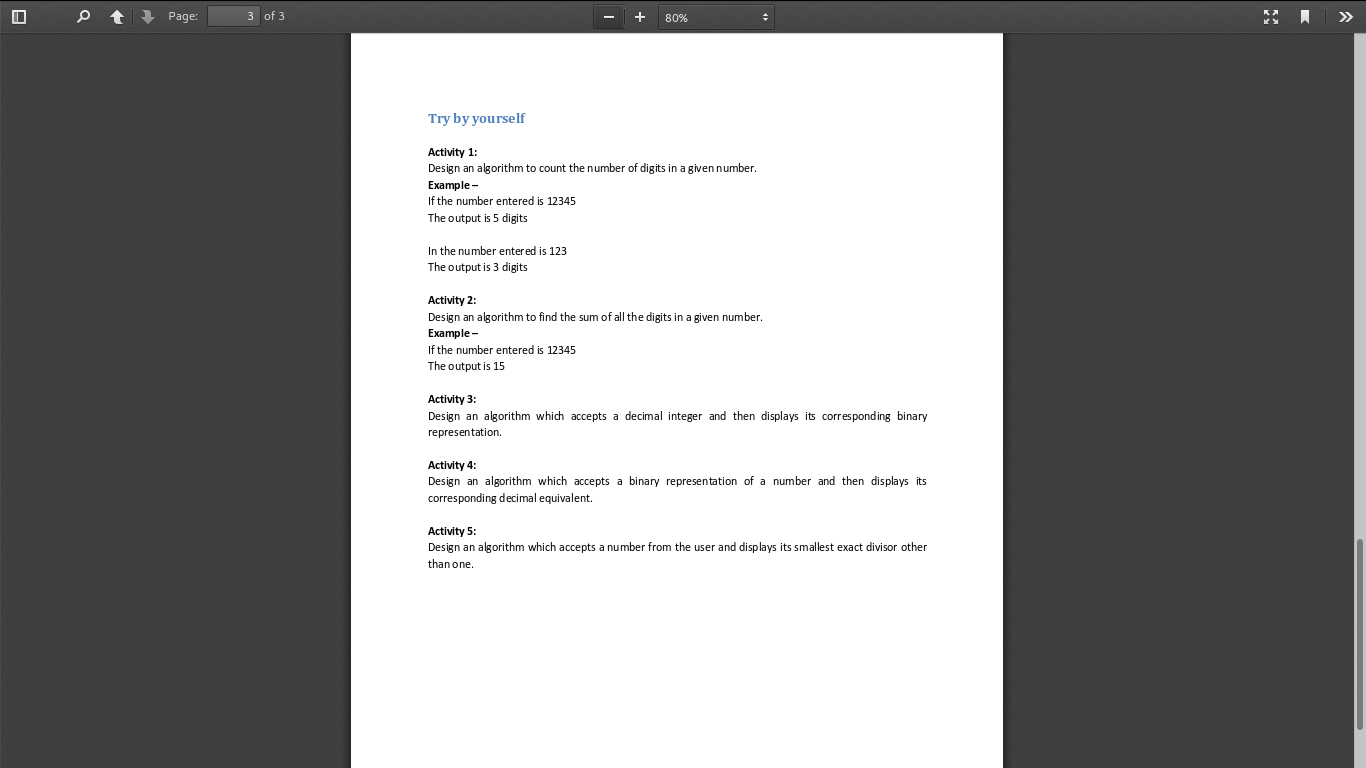 Page: 3 of 3 80%
Try by yourself
Activity 1:
Design an algorithm to count the number of digits in a given number.
Example –
If the number entered is 12345
The output is 5 digits
In the number entered is 123
The output is 3 digits
Activity 2:
Design an algorithm to find the sum of all the digits in a given number.
Example –
If the number entered is 12345
The output is 15
Activity 3:
Design an algorithm which accepts a decimal integer and then displays its corresponding binary
representation.
Activity 4:
Design an algorithm which accepts a binary representation of a number and then displays its
corresponding decimal equivalent.
Activity 5:
Design an algorithm which accepts a number from the user and displays its smallest exact divisor other
than one.